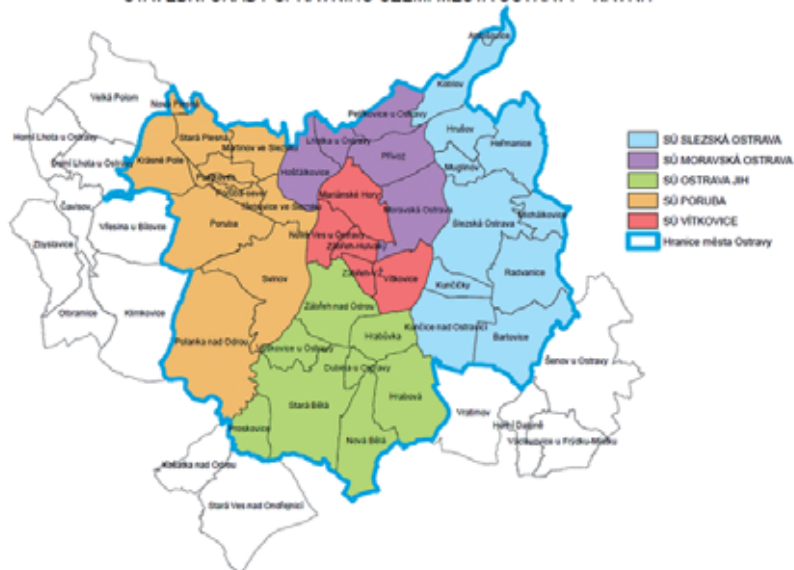 Antošovice
Koblov
Velká Polom
Nová Plesná
Petřkovice u Ostravy
Hrušov
Heřmanice
Horní Lhota u Ostravy
Stará Plesná
Martinov ve Slezsku
Lhotka u Ostravy
Přívoz
Dolní Lhota u Ostravy
Krásné Pole
Hošťálkovice
Muglinov
Mariánské Hory
Čavisov
Třebovice ve Slezsku
Moravská Ostrava
Michálkovice
Vřesina u Bílovce
Poruba
Slezská Ostrava
Zbyslavice
Nová Ves u Ostravy
Zábřeh-Hulváky
Svinov
Zábřeh-VŽ
Vítkovice
Radvanice
Kunčičky
Olbramice
Klimkovice
Zábřeh nad Odrou
Kunčice nad Ostravicí
Polanka nad Odrou
Hrabůvka
Bartovice
Výškovice u Ostravy
Šenov u Ostravy
Dubina u Ostravy
Stará Bělá
Hrabová
Vratimov
Horní Datyně
Proskovice
Nová Bělá
Václavovice u Frýdku-Místku
Košatka nad Odrou
Stará Ves nad Ondřejnicí
SÚ SLEZSKÁ OSTRAVA
SÚ MORAVSKÁ OSTRAVA
SÚ OSTRAVA JIH
SÚ PORUBA
SÚ VÍTKOVICE
Hranice města Ostravy